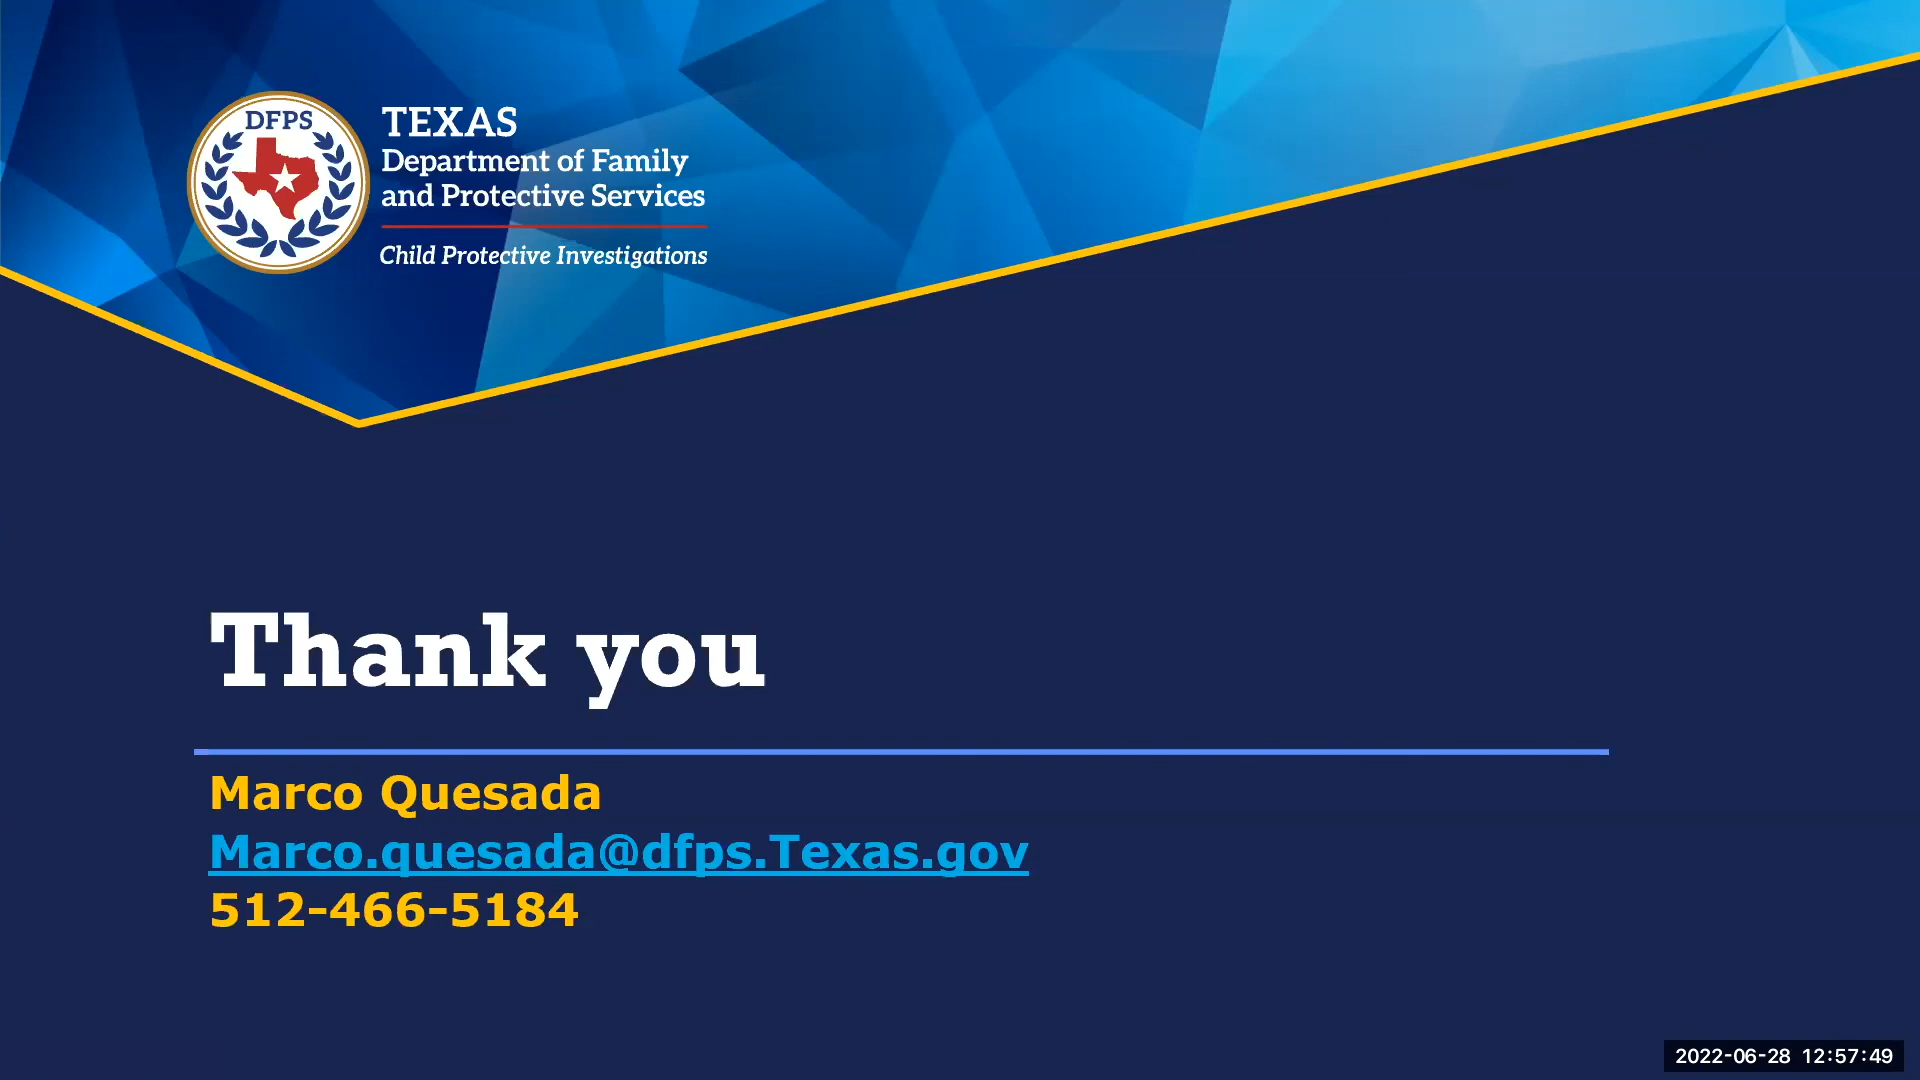 DFPS
TEXAS
Department of Family
and Protective Services
Child Protective Investigations
Thank you
Marco Quesada
Marco.quesada@dfps.Texas.gov
512-466-5184
2022-06-28 12:57:49